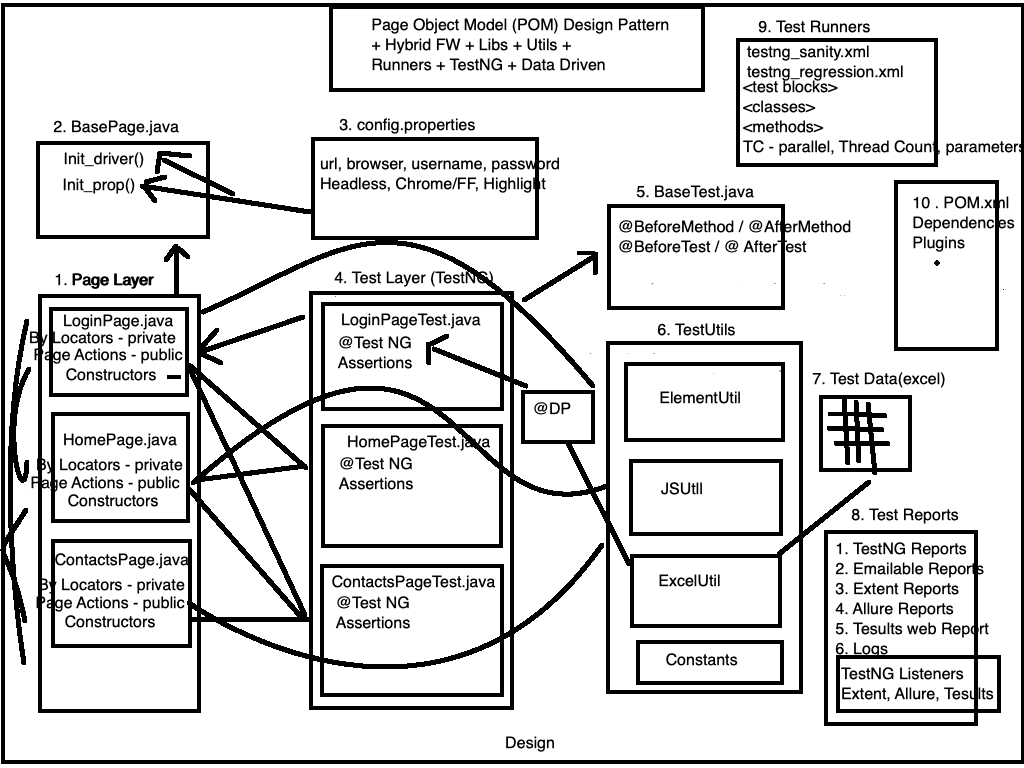 Page Object Model (POM) Design Pattern
+ Hybrid FW + Libs + Utils +
Runners + TestNG + Data Driven
9. Test Runners
testng_sanity.xml
testng_regression.xml
<test blocks>
<classes>
<methods>
TC - parallel, Thread Count, parameters
2. BasePage.java
Init_driver()
Init_prop()
3. config.properties
url, browser, username, password
Headless, Chrome/FF, Highlight
5. BaseTest.java
@BeforeMethod / @AfterMethod
@BeforeTest / @ AfterTest
10 . POM.xml
Dependencies
Plugins
1. Page Layer
LoginPage.java
By Locators - private
Page Actions - public
Constructors
HomePage.java
By Locators - private
Page Actions - public
Constructors
ContactsPage.java
By Locators - private
Page Actions - public
Constructors
4. Test Layer (TestNG)
LoginPageTest.java
@Test NG
Assertions
HomePageTest.java
@Test NG
Assertions
ContactsPageTest.java
@Test NG
Assertions
@DP
6. TestUtils
ElementUtil
JSUtIl
ExcelUtil
Constants
7. Test Data(excel)
8. Test Reports
1. TestNG Reports
2. Emailable Reports
3. Extent Reports
4. Allure Reports
5. Tesults web Report
6. Logs
TestNG Listeners
Extent, Allure, Tesults
Design